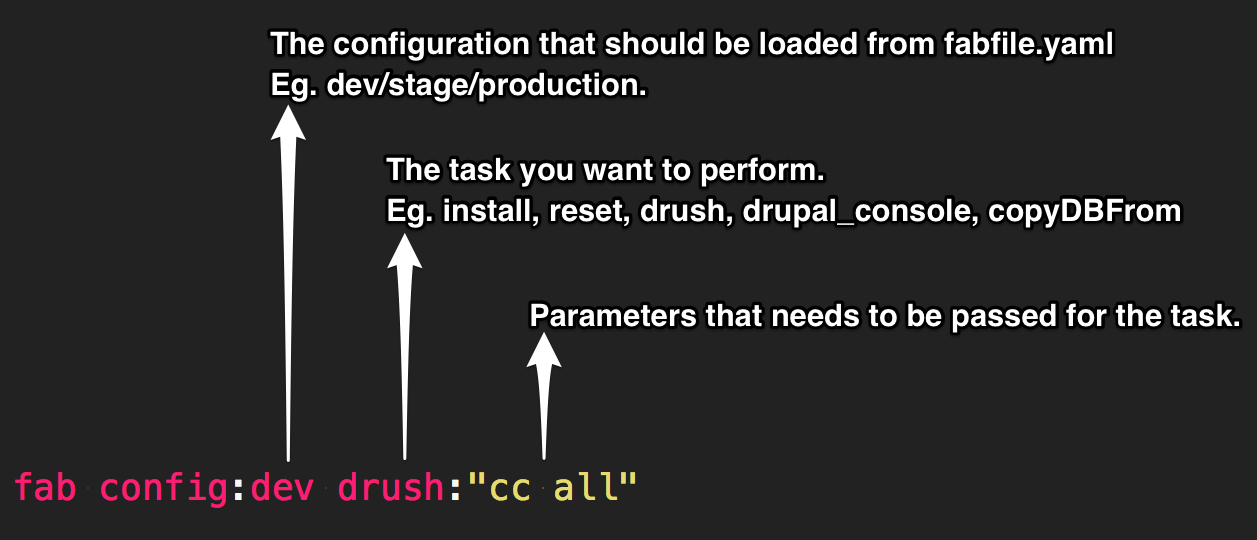 The configuration that should be loaded from fabfile.yaml
Eg. dev/stage/production.
The task you want to perform.
Eg. install, reset, drush, drupal_console, copyDBFrom
Parameters that needs to be passed for the task.
fab config:dev drush:"cc all"